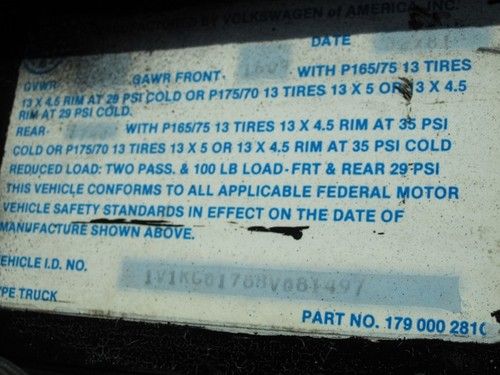 BY VOLKSWAGEN of AMERICA, INC.
DATE
GVWR GAWR FRONT WITH P165/75 13 TIRES
13 X 4.5 RIM AT 29 PSI COLD OR P175/70 13 TIRES 13 X 5 OR 13 X 4.5
RIM AT 29 PSI COLD.
REAR WITH P165/75 13 TIRES 13 X 4.5 RIM AT 35 PSI
COLD OR P175/70 13 TIRES 13 X 5 OR 13 X 4.5 RIM AT 35 PSI COLD
REDUCED LOAD: TWO PASS. & 100 LB LOAD-FRT & REAR 29 PSI
THIS VEHICLE CONFORMS TO ALL APPLICABLE FEDERAL MOTOR
VEHICLE SAFETY STANDARDS IN EFFECT ON THE DATE OF
MANUFACTURE SHOWN ABOVE.
EHICLE I.D. NO.
YPE TRUCK
PART NO. 179 000 281C